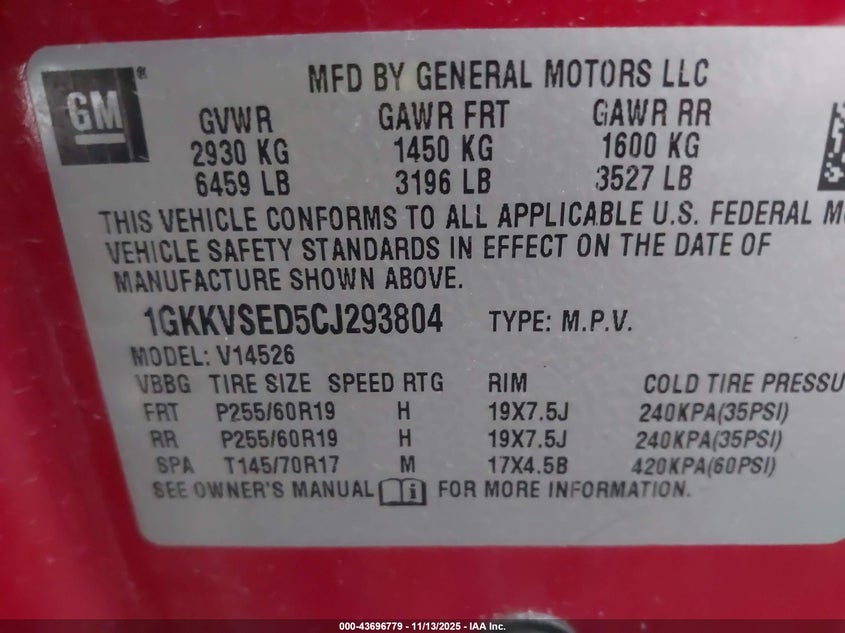 GM®
MFD BY GENERAL MOTORS LLC
GVWR GAWR FRT GAWR RR
2930 KG 1450 KG 1600 KG
6459 LB 3196 LB 3527 LB
THIS VEHICLE CONFORMS TO ALL APPLICABLE U.S. FEDERAL
VEHICLE SAFETY STANDARDS IN EFFECT ON THE DATE OF
MANUFACTURE SHOWN ABOVE.
1GKKVSED5CJ293804 TYPE: M.P.V.
MODEL: V14526
VBBG TIRE SIZE SPEED RTG RIM COLD TIRE PRESSU
FRT P255/60R19 H 19X7.5J 240KPA(35PSI)
RR P255/60R19 H 19X7.5J 240KPA(35PSI)
SPA T145/70R17 M 17X4.5B 420KPA(60PSI)
SEE OWNER'S MANUAL i FOR MORE INFORMATION.
000-43696779 - 11/13/2025 - IAA Inc.